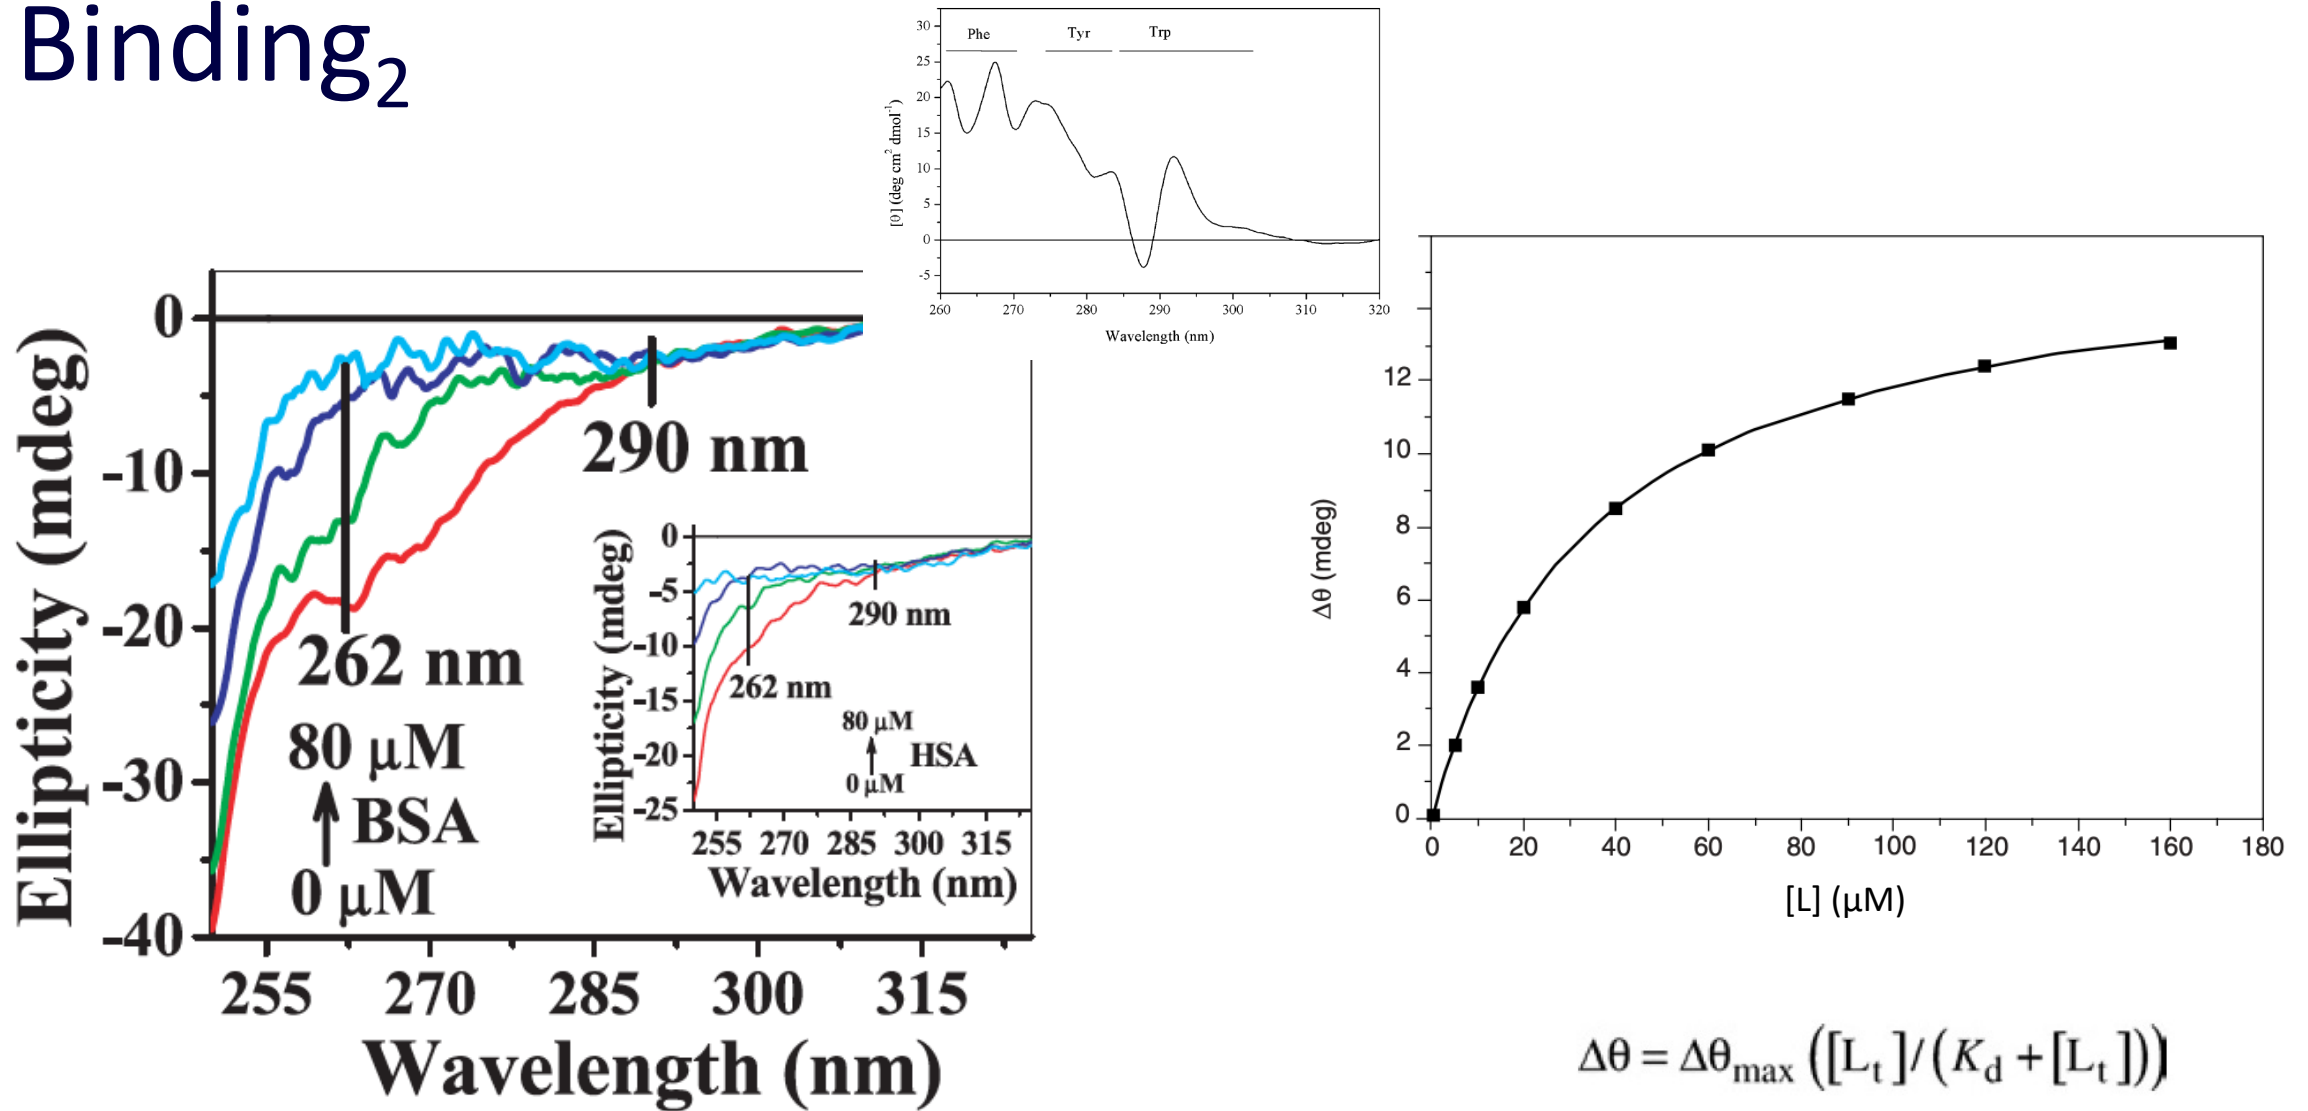 Binding₂
30
25
20
15
10
5
0
-5
[θ] (deg cm² dmol⁻¹)
Phe Tyr Trp
260 270 280 290 300 310 320
Wavelength (nm)
0
-10
-20
-30
-40
Ellipticity (mdeg)
290 nm
262 nm
80 μM
BSA
0 μM
255 270 285 300 315
Wavelength (nm)
0
-5
-10
-15
-20
-25
Ellipticity (mdeg)
290 nm
262 nm
80 μM
HSA
0 μM
255 270 285 300 315
Wavelength (nm)
12
10
8
6
4
2
0
Δθ (mdeg)
0 20 40 60 80 100 120 140 160 180
[L] (μM)
Δθ = Δθmax ([Lt]/(Kd + [Lt]))